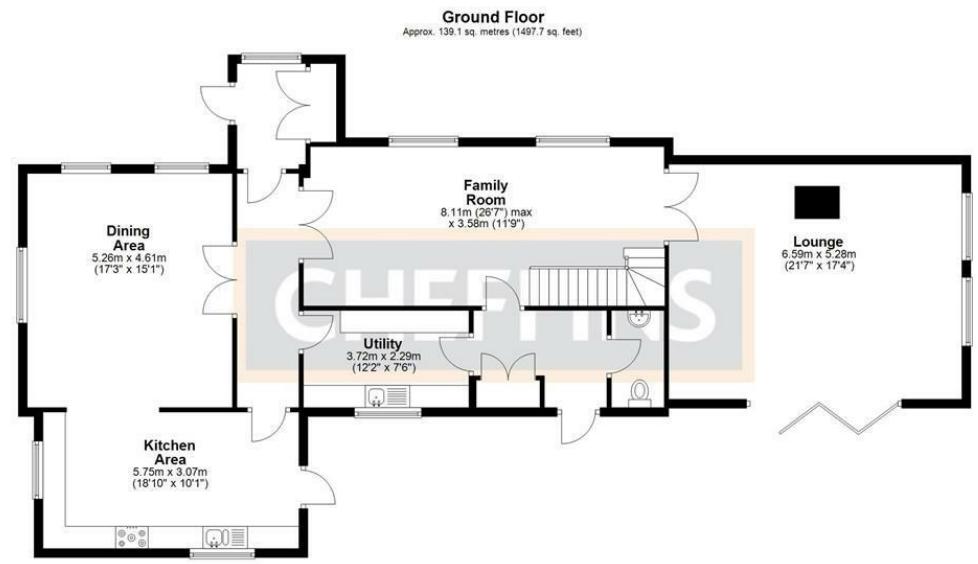 Ground Floor
Approx. 139.1 sq. metres (1497.7 sq. feet)
Family
Room
8.11m (26'7") max
x 3.58m (11'9")
Dining
Area
5.26m x 4.61m
(17'3" x 15'1")
Lounge
6.59m x 5.28m
(21'7" x 17'4")
CHEFFINS
Utility
3.72m x 2.29m
(12'2" x 7'6")
Kitchen
Area
5.75m x 3.07m
(18'10" x 10'1")